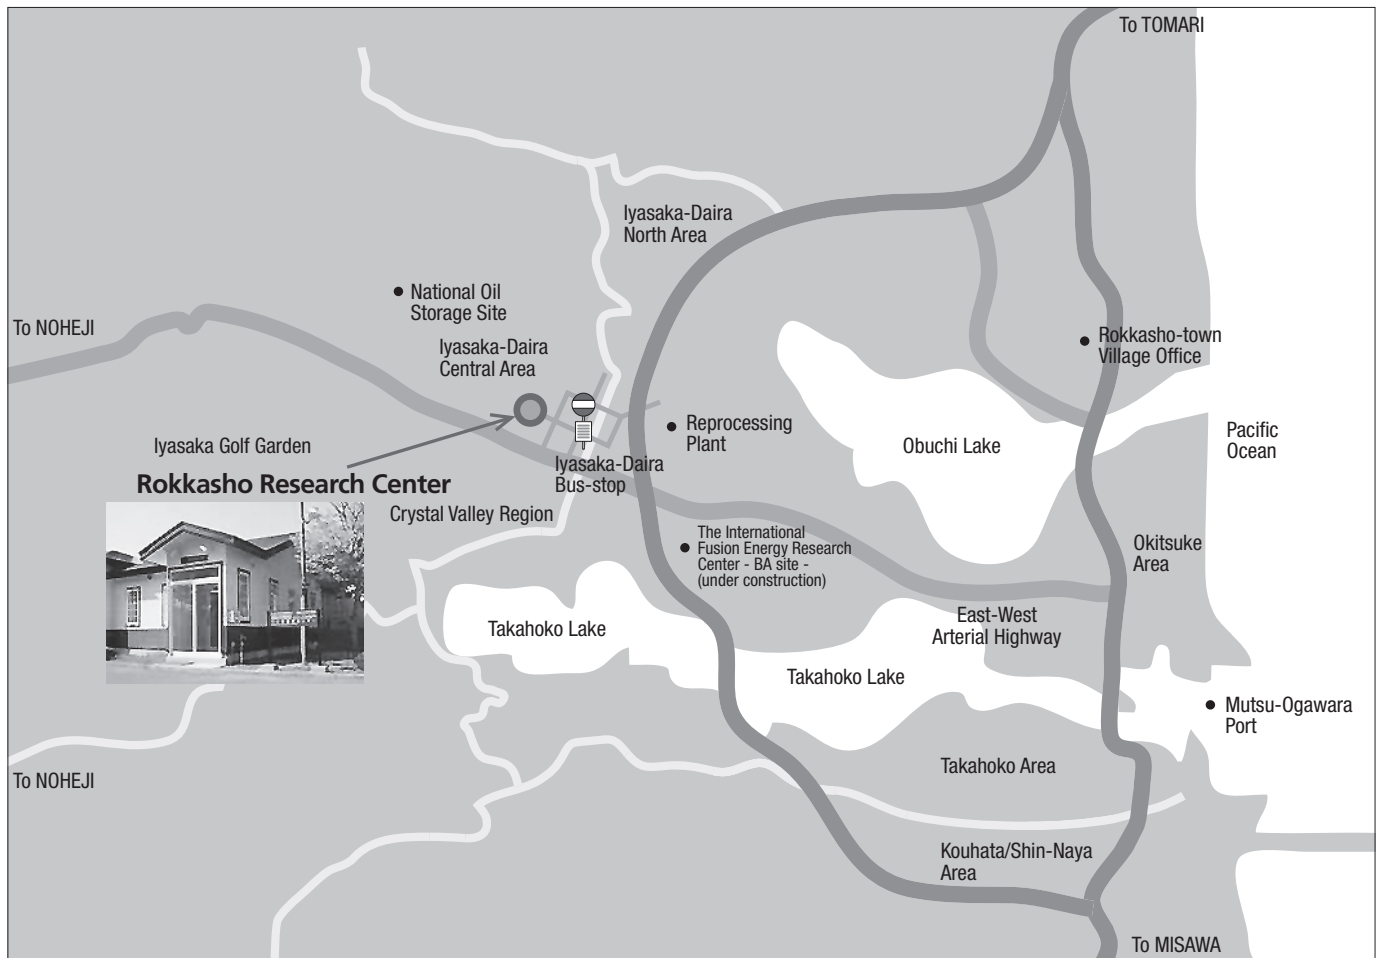 To TOMARI
Iyasaka-Daira
North Area
National Oil
Storage Site
To NOHEJI
Iyasaka-Daira
Central Area
Rokkasho-town
Village Office
Reprocessing
Plant
Obuchi Lake
Pacific
Ocean
Iyasaka Golf Garden
Iyasaka-Daira
Bus-stop
Rokkasho Research Center
Crystal Valley Region
The International
Fusion Energy Research
Center - BA site -
(under construction)
Okitsuke
Area
East-West
Arterial Highway
Takahoko Lake
Takahoko Lake
Mutsu-Ogawara
Port
Takahoko Area
To NOHEJI
Kouhata/Shin-Naya
Area
To MISAWA